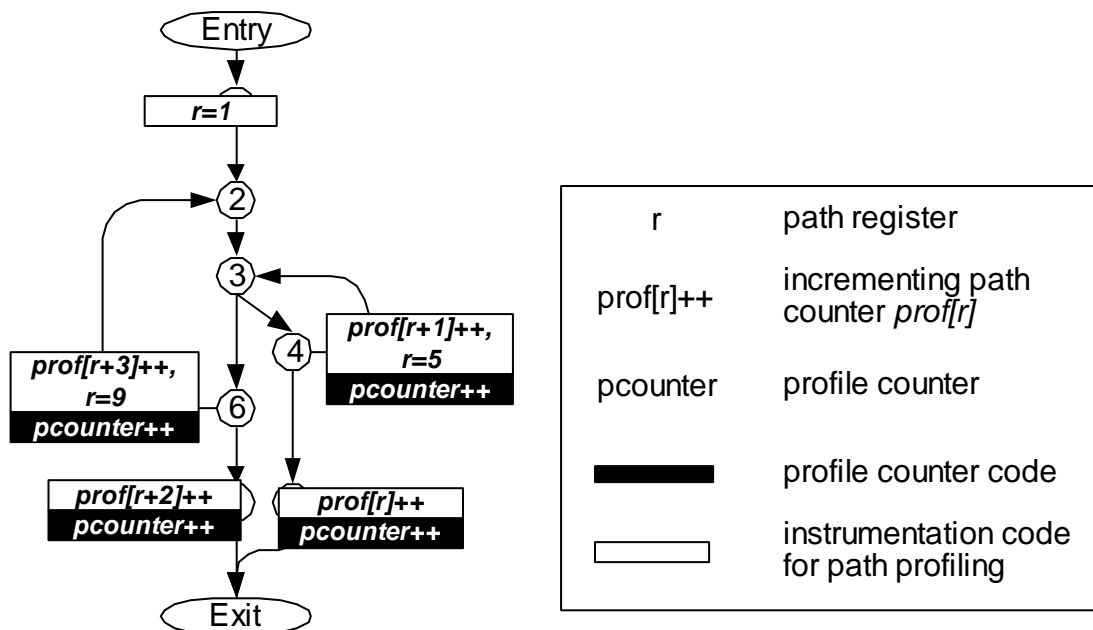 Entry
r=1
2
3
prof[r+1]++,
r=5
pcounter++
4
prof[r+3]++,
r=9
pcounter++
6
prof[r+2]++
pcounter++
prof[r]++
pcounter++
Exit
r path register
prof[r]++ incrementing path
counter prof[r]
pcounter profile counter
profile counter code
instrumentation code
for path profiling